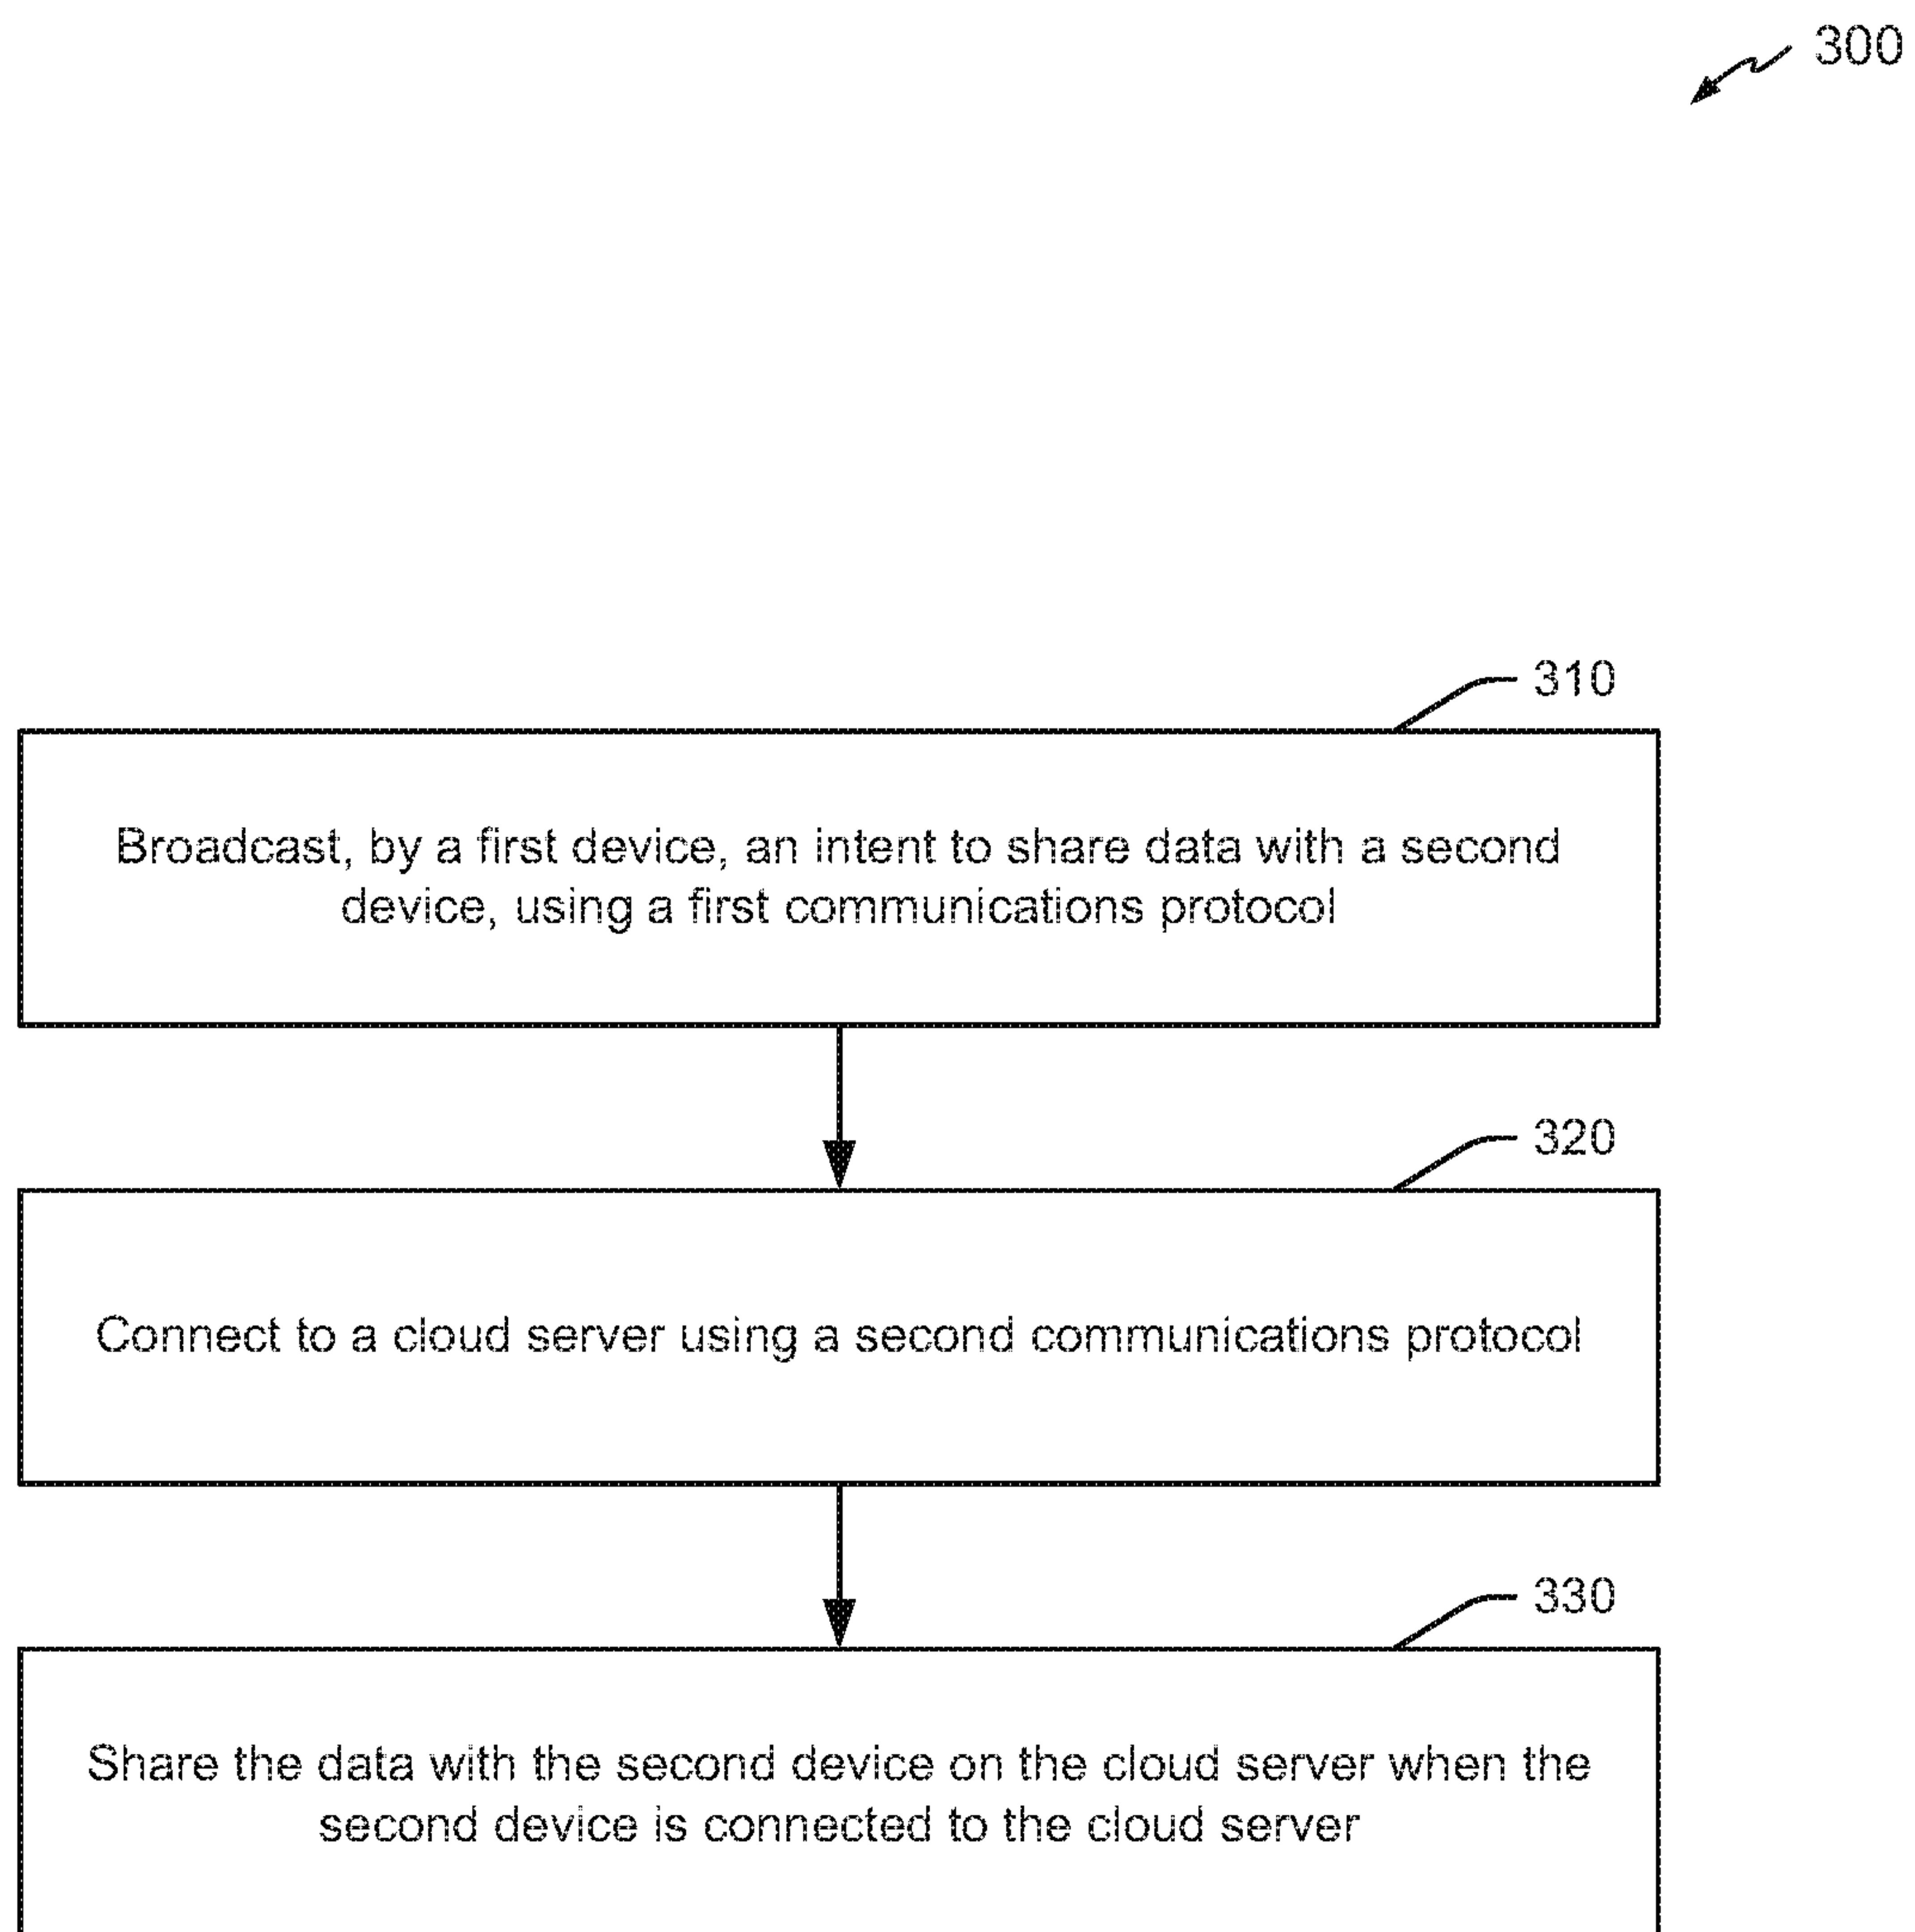 300
310
Broadcast, by a first device, an intent to share data with a second
device, using a first communications protocol
320
Connect to a cloud server using a second communications protocol
330
Share the data with the second device on the cloud server when the
second device is connected to the cloud server